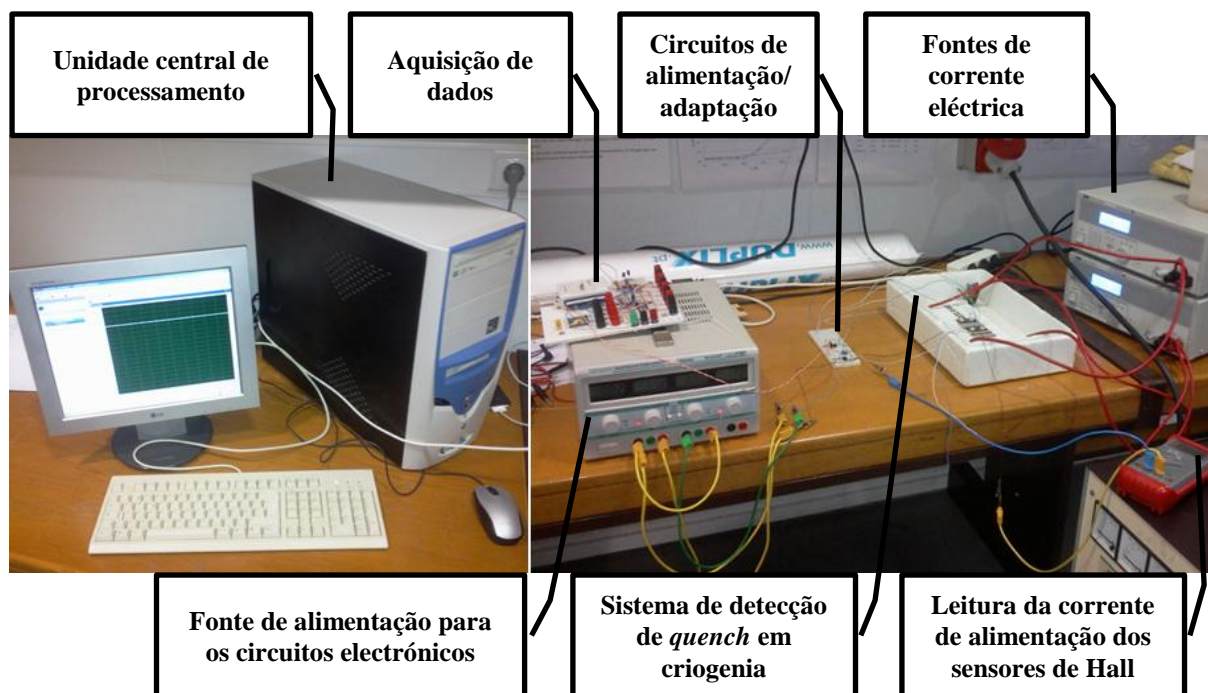 Unidade central de
processamento
Aquisição de
dados
Circuitos de
alimentação/
adaptação
Fontes de
corrente
eléctrica
www.
DUPLIX
.pt
LG
Fonte de alimentação para
os circuitos electrónicos
Sistema de detecção
de quench em
criogenia
Leitura da corrente
de alimentação dos
sensores de Hall